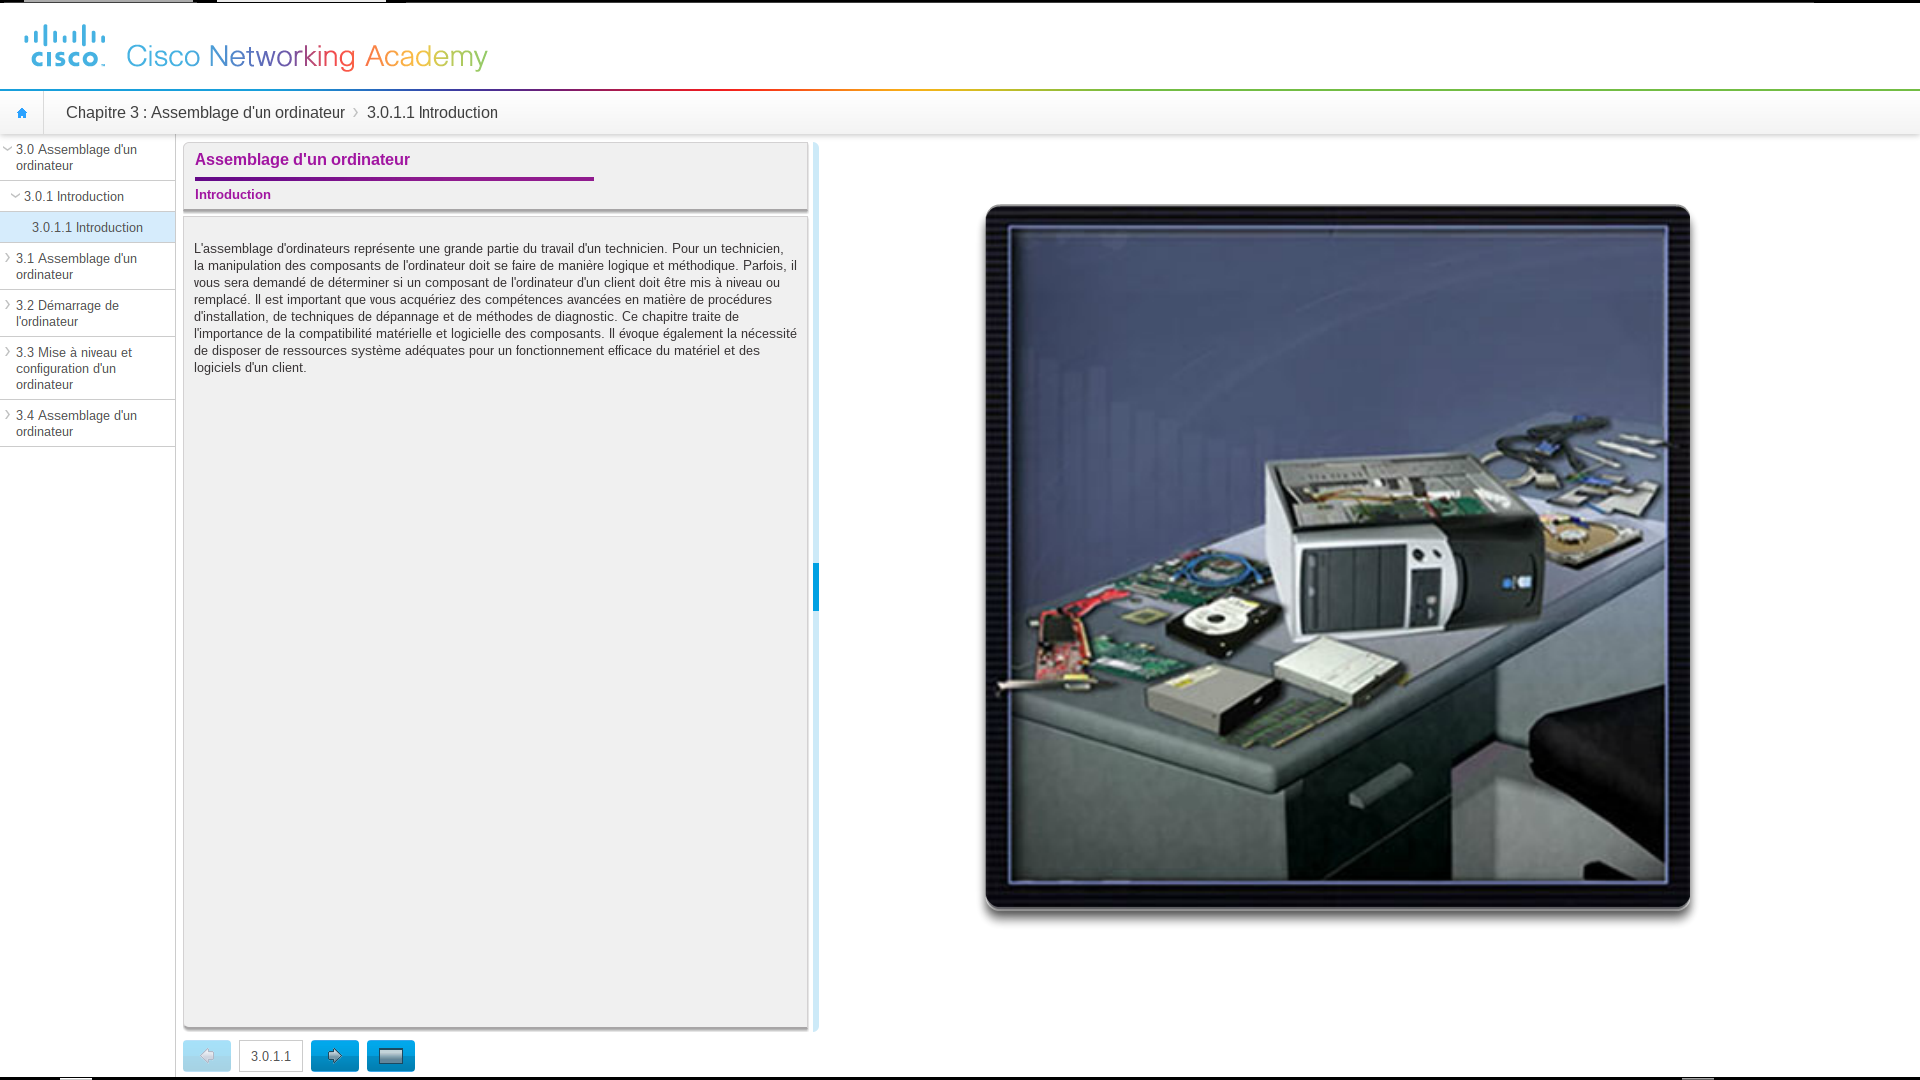 cisco
Cisco Networking Academy
Chapitre 3 : Assemblage d'un ordinateur > 3.0.1.1 Introduction
3.0 Assemblage d'un
ordinateur
3.0.1 Introduction
3.0.1.1 Introduction
3.1 Assemblage d'un
ordinateur
3.2 Démarrage de
l'ordinateur
3.3 Mise à niveau et
configuration d'un
ordinateur
3.4 Assemblage d'un
ordinateur
Assemblage d'un ordinateur
Introduction
L'assemblage d'ordinateurs représente une grande partie du travail d'un technicien. Pour un technicien,
la manipulation des composants de l'ordinateur doit se faire de manière logique et méthodique. Parfois, il
vous sera demandé de déterminer si un composant de l'ordinateur d'un client doit être mis à niveau ou
remplacé. Il est important que vous acquériez des compétences avancées en matière de procédures
d'installation, de techniques de dépannage et de méthodes de diagnostic. Ce chapitre traite de
l'importance de la compatibilité matérielle et logicielle des composants. Il évoque également la nécessité
de disposer de ressources système adéquates pour un fonctionnement efficace du matériel et des
logiciels d'un client.
3.0.1.1